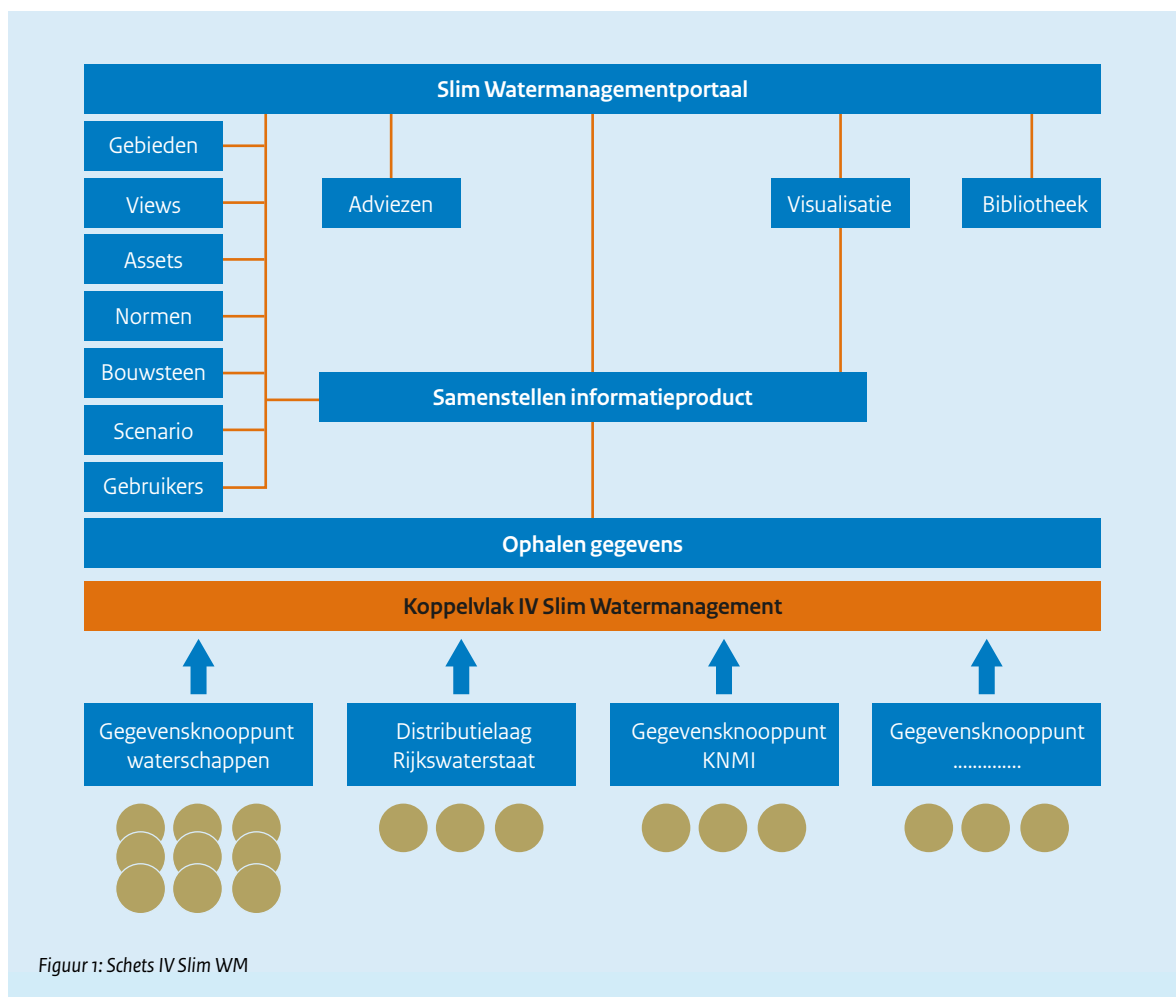 Slim Watermanagementportaal
Gebieden
Views
Assets
Normen
Bouwsteen
Scenario
Gebruikers
Adviezen
Visualisatie
Bibliotheek
Samenstellen informatieproduct
Ophalen gegevens
Koppelvlak IV Slim Watermanagement
Gegevensknooppunt
waterschappen
Distributielaag
Rijkswaterstaat
Gegevensknooppunt
KNMI
Gegevensknooppunt
..............
Figuur 1: Schets IV Slim WM